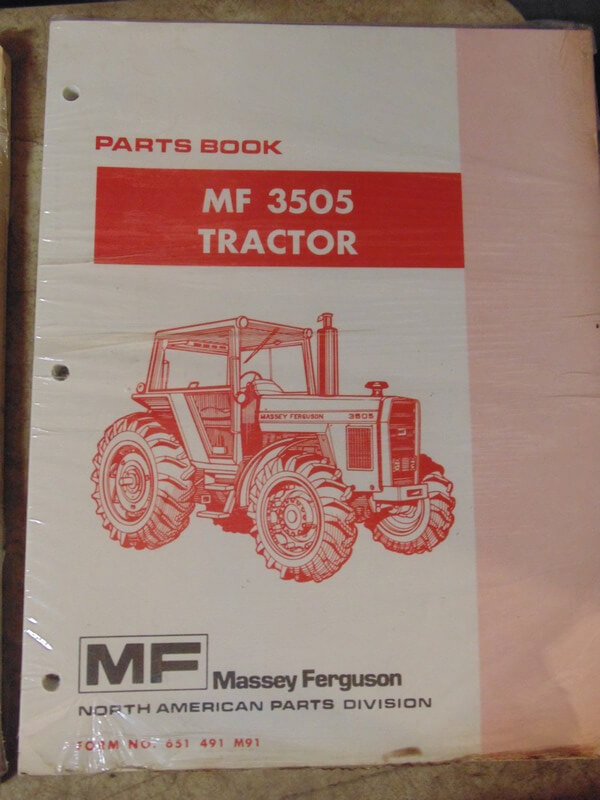 PARTS BOOK
MF 3505
TRACTOR
MASSEY FERGUSON 3505
MF Massey Ferguson
NORTH AMERICAN PARTS DIVISION
FORM NO. 651 491 M91